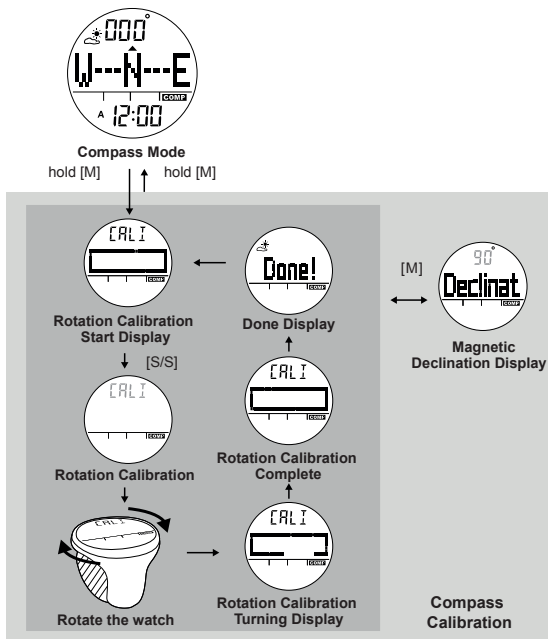 000°
W---N---E
COMP
A 12:00
Compass Mode
hold [M]
hold [M]
CALI
COMP
Rotation Calibration
Start Display
[S/S]
CALI
COMP
Rotation Calibration
CALI
Rotate the watch
CALI
COMP
Rotation Calibration
Turning Display
CALI
COMP
Rotation Calibration
Complete
Done!
COMP
Done Display
[M]
90°
Declinat
COMP
Magnetic
Declination Display
Compass
Calibration